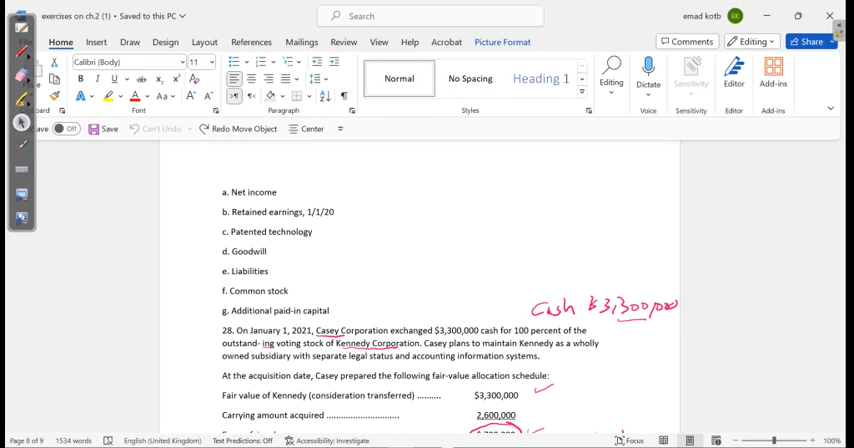 exercises on ch.2 (1) • Saved to this PC
Search
emad kotb
EK
File
Home
Insert
Draw
Design
Layout
References
Mailings
Review
View
Help
Acrobat
Picture Format
Comments
Editing
Share
Calibri (Body)
11
Normal
No Spacing
Heading 1
Editing
Dictate
Sensitivity
Editor
Add-ins
Font
Paragraph
Styles
Voice
Sensitivity
Editor
Add-ins
Off
Save
Can't Undo
Redo Move Object
Center
a. Net income
b. Retained earnings, 1/1/20
c. Patented technology
d. Goodwill
e. Liabilities
f. Common stock
g. Additional paid-in capital
Cash $3,300,000
28. On January 1, 2021, Casey Corporation exchanged $3,300,000 cash for 100 percent of the
outstand- ing voting stock of Kennedy Corporation. Casey plans to maintain Kennedy as a wholly
owned subsidiary with separate legal status and accounting information systems.
At the acquisition date, Casey prepared the following fair-value allocation schedule:
Fair value of Kennedy (consideration transferred) .......... $3,300,000
Carrying amount acquired ............................... 2,600,000
Page 8 of 9
1534 words
English (United Kingdom)
Text Predictions: Off
Accessibility: Investigate
Focus
100%